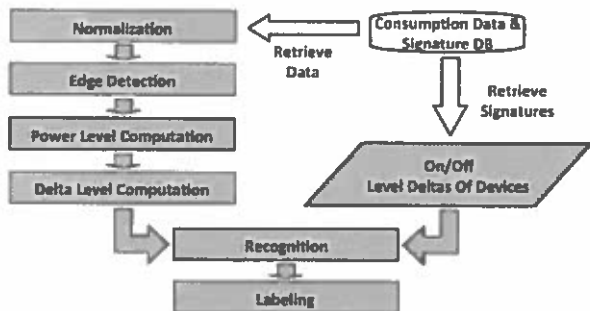 Normalization
Consumption Data &
Signature DB
Retrieve
Data
Edge Detection
Retrieve
Signatures
Power Level Computation
Delta Level Computation
On/Off
Level Deltas Of Devices
Recognition
Labeling